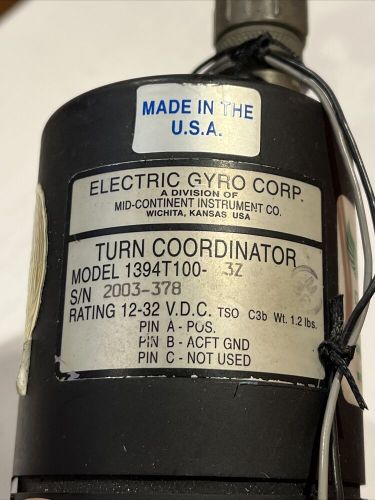 MADE IN THE
U.S.A.
ELECTRIC GYRO CORP.
A DIVISION OF
MID-CONTINENT INSTRUMENT CO.
WICHITA, KANSAS USA
TURN COORDINATOR
MODEL 1394T100- 3Z
S/N 2003-378
RATING 12-32 V.D.C. TSO C3b Wt. 1.2 lbs.
PIN A - POS.
PIN B - ACFT GND
PIN C - NOT USED